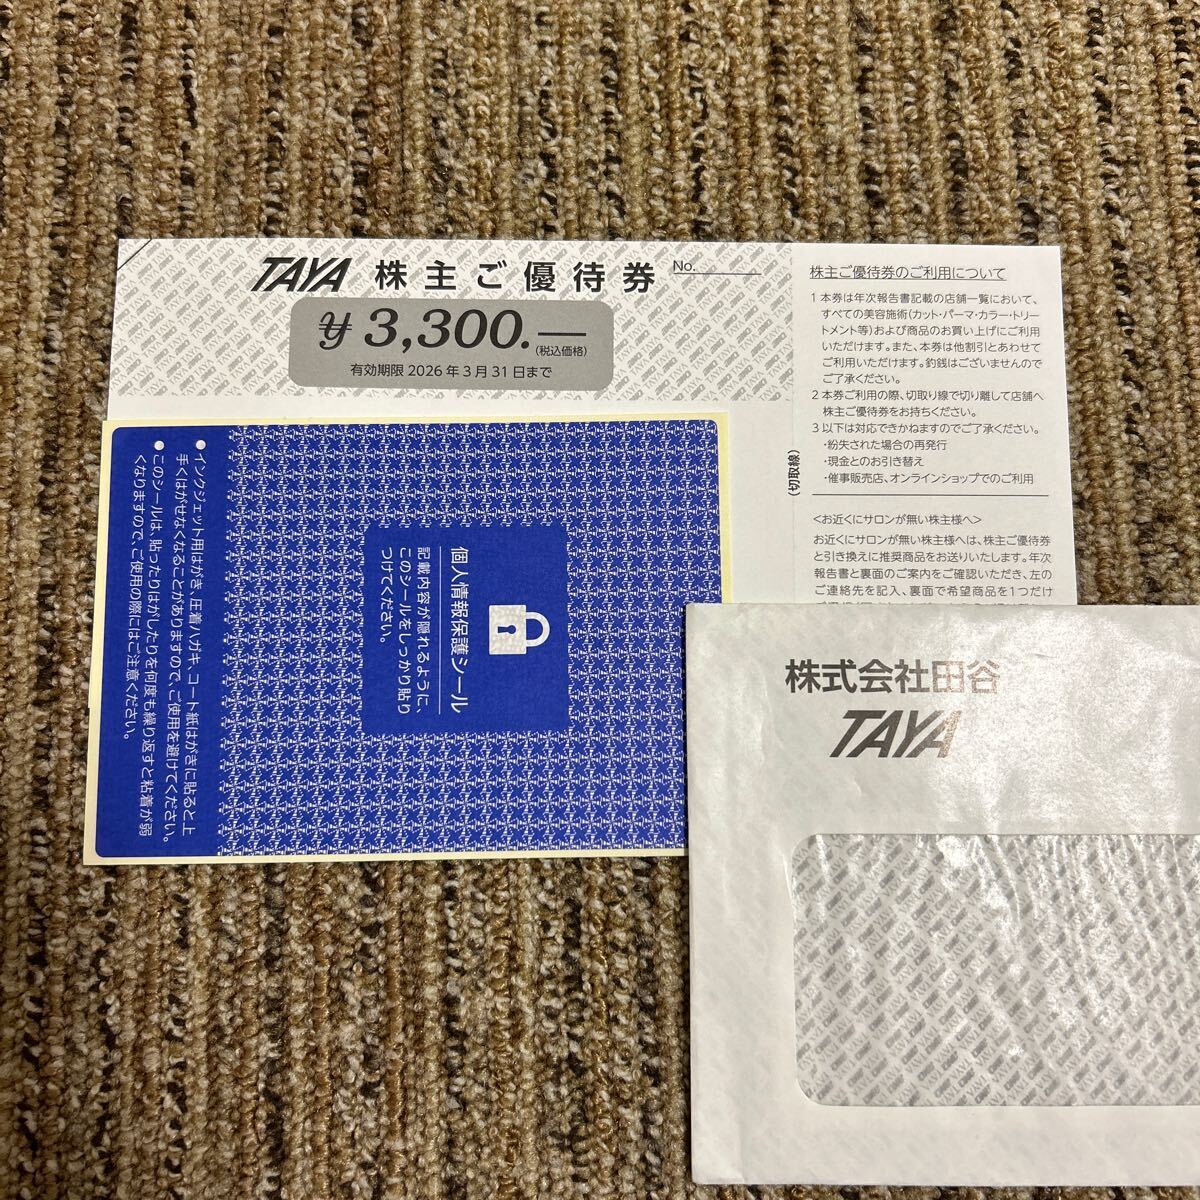 TAYA 株主ご優待券
No.
¥3,300.―
(税込価格)
有効期限 2026年3月31日まで
(切取線)
株主ご優待券のご利用について
1 本券は年次報告書記載の店舗一覧において、
すべての美容施術(カット・パーマ・カラー・トリー
トメント等)および商品のお買い上げにご利用
いただけます。また、本券は他割引とあわせて
ご利用いただけます。釣銭はございませんので
ご了承ください。
2 本券ご利用の際、切取り線で切り離して店舗へ
株主ご優待券をお持ちください。
3 以下は対応できかねますのでご了承ください。
・紛失された場合の再発行
・現金とのお引き替え
・催事販売店、オンラインショップでのご利用
<お近くにサロンが無い株主様へ>
お近くにサロンが無い株主様へは、株主ご優待券
と引き換えに推奨商品をお送りいたします。年次
報告書と裏面のご案内をご確認いただき、左の
ご連絡先を記入、裏面で希望商品を1つだけ
個人情報保護シール
記載内容が隠れるように、
このシールをしっかり貼り
つけてください。
●インクジェット用はがき、圧着ハガキ、コート紙はがきに貼ると上
手くはがせなくなることがありますので、ご使用を避けてください。
●このシールは、貼ったりはがしたりを何度も繰り返すと粘着が弱
くなりますので、ご使用の際にはご注意ください。
株式会社田谷
TAYA